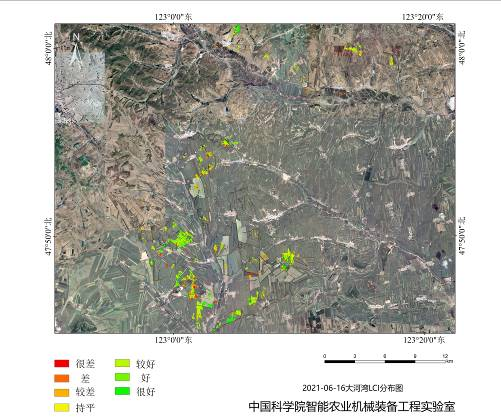 123°0'0"东
123°20'0"东
48°0'0"北
48°0'0"北
N
47°50'0"北
47°50'0"北
123°0'0"东
123°20'0"东
很差
较好
差
好
较差
很好
持平
0 3 6 9 12
km
2021-06-16大河湾LCI分布图
中国科学院智能农业机械装备工程实验室